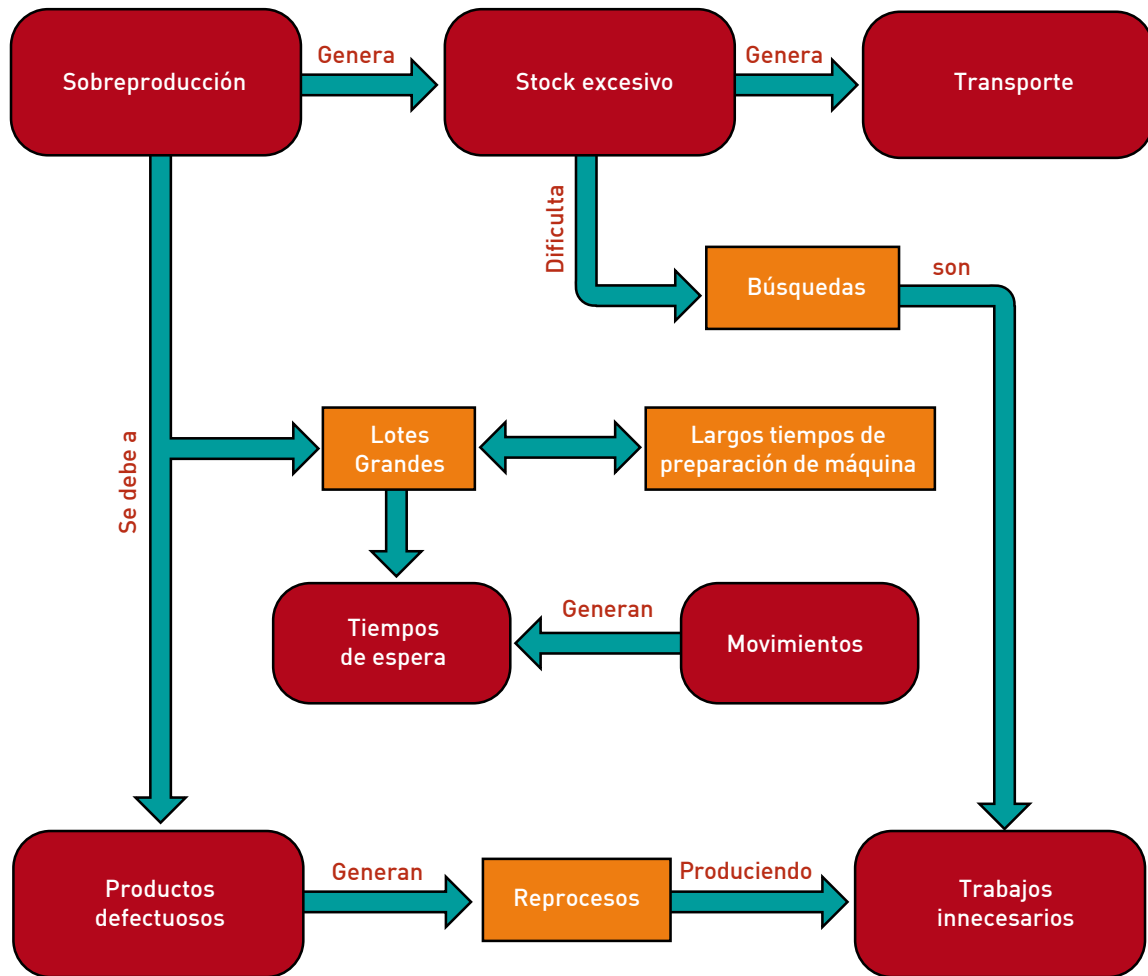 Sobreproducción
Genera
Stock excesivo
Genera
Transporte
Dificulta
Búsquedas
son
Se debe a
Lotes
Grandes
Largos tiempos de
preparación de máquina
Tiempos
de espera
Generan
Movimientos
Productos
defectuosos
Generan
Reprocesos
Produciendo
Trabajos
innecesarios